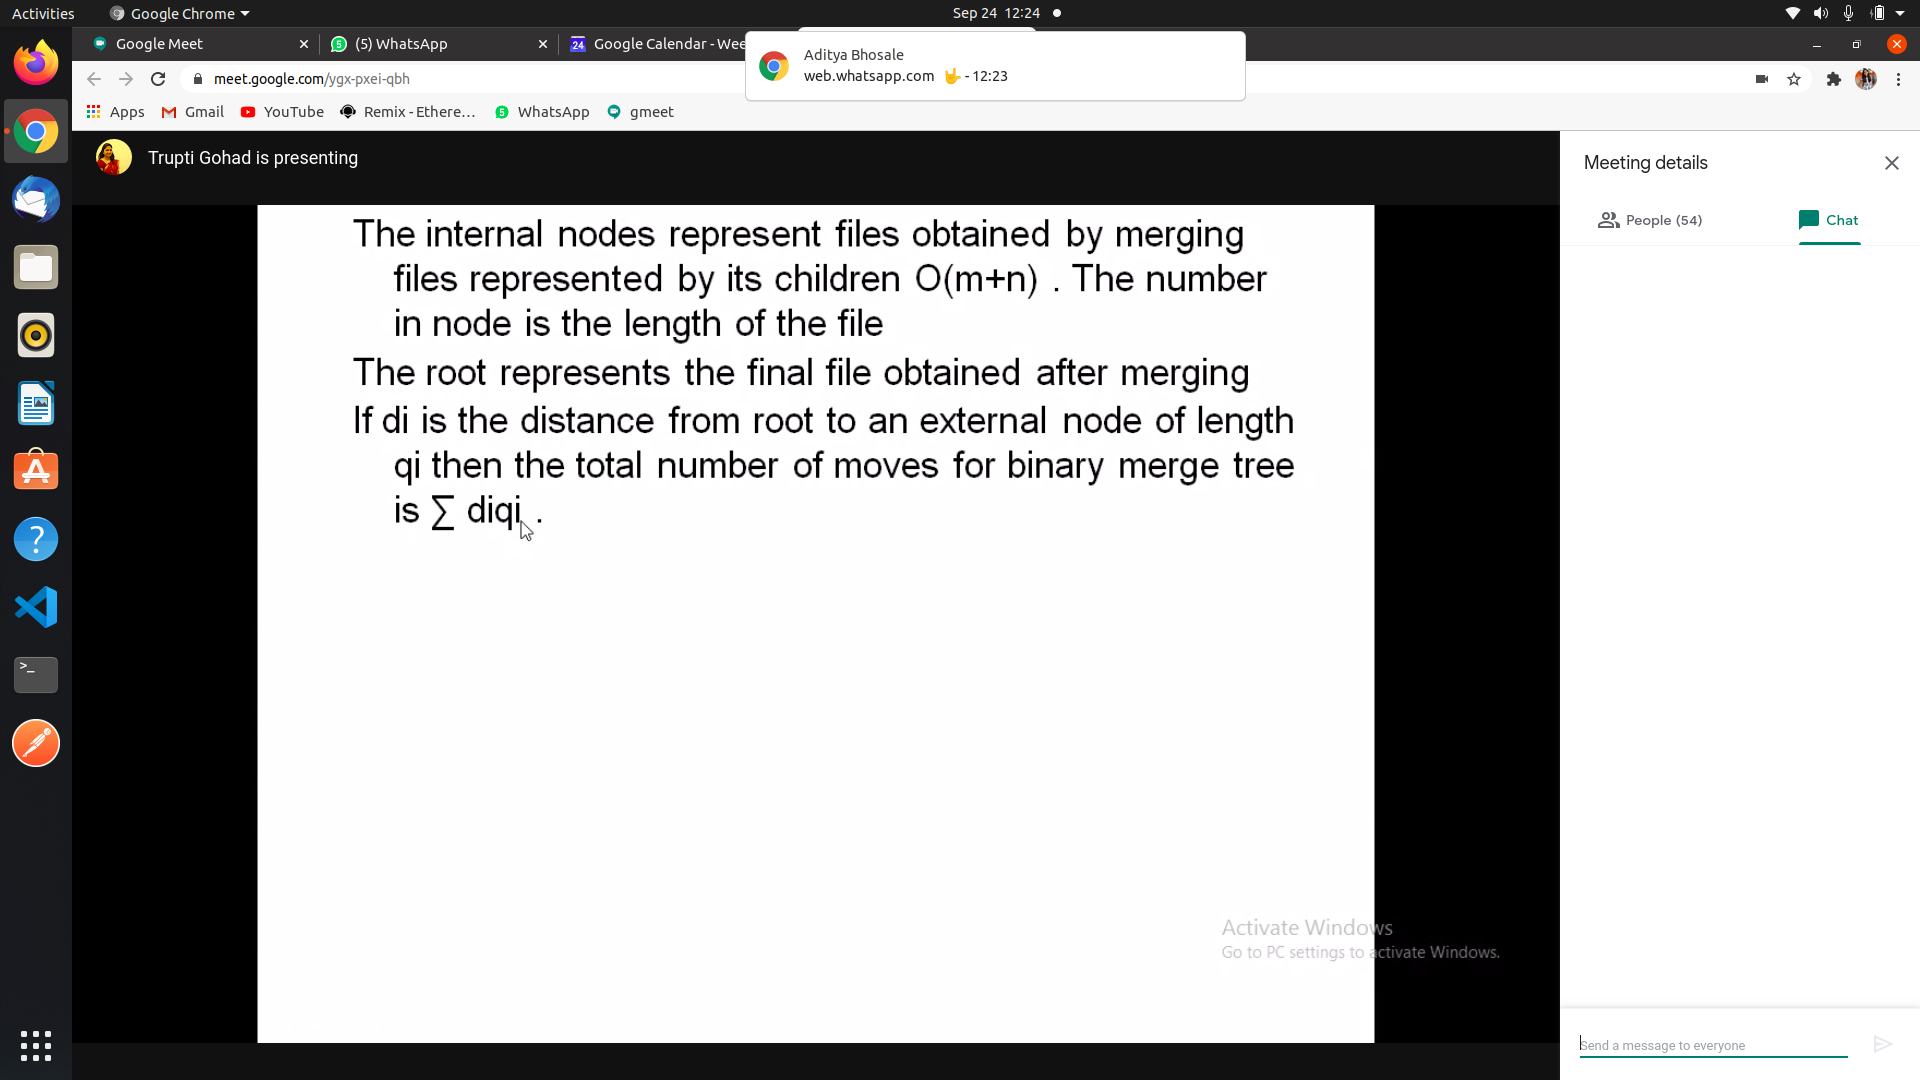 Activities
Google Chrome
Sep 24 12:24
Google Meet
5
(5) WhatsApp
24
Google Calendar - Wee
Aditya Bhosale
web.whatsapp.com 🤟 - 12:23
meet.google.com/ygx-pxei-qbh
Apps
Gmail
YouTube
Remix - Ethere...
5
WhatsApp
gmeet
Trupti Gohad is presenting
Meeting details
People (54)
Chat
The internal nodes represent files obtained by merging
files represented by its children O(m+n) . The number
in node is the length of the file
The root represents the final file obtained after merging
If di is the distance from root to an external node of length
qi then the total number of moves for binary merge tree
is ∑ diqi .
Activate Windows
Go to PC settings to activate Windows.
Send a message to everyone